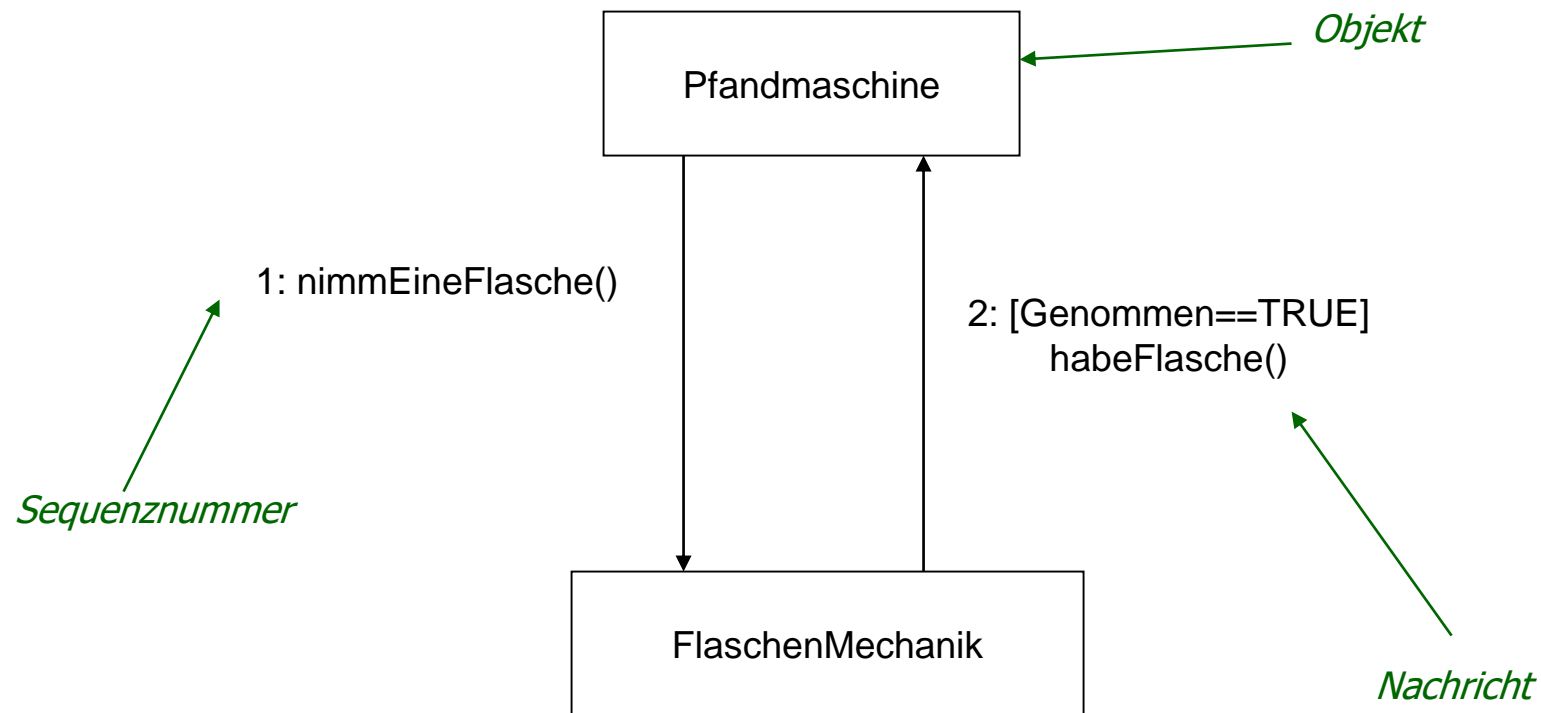 Objekt
Pfandmaschine
1: nimmEineFlasche()
2: [Genommen==TRUE]
habeFlasche()
Sequenznummer
FlaschenMechanik
Nachricht